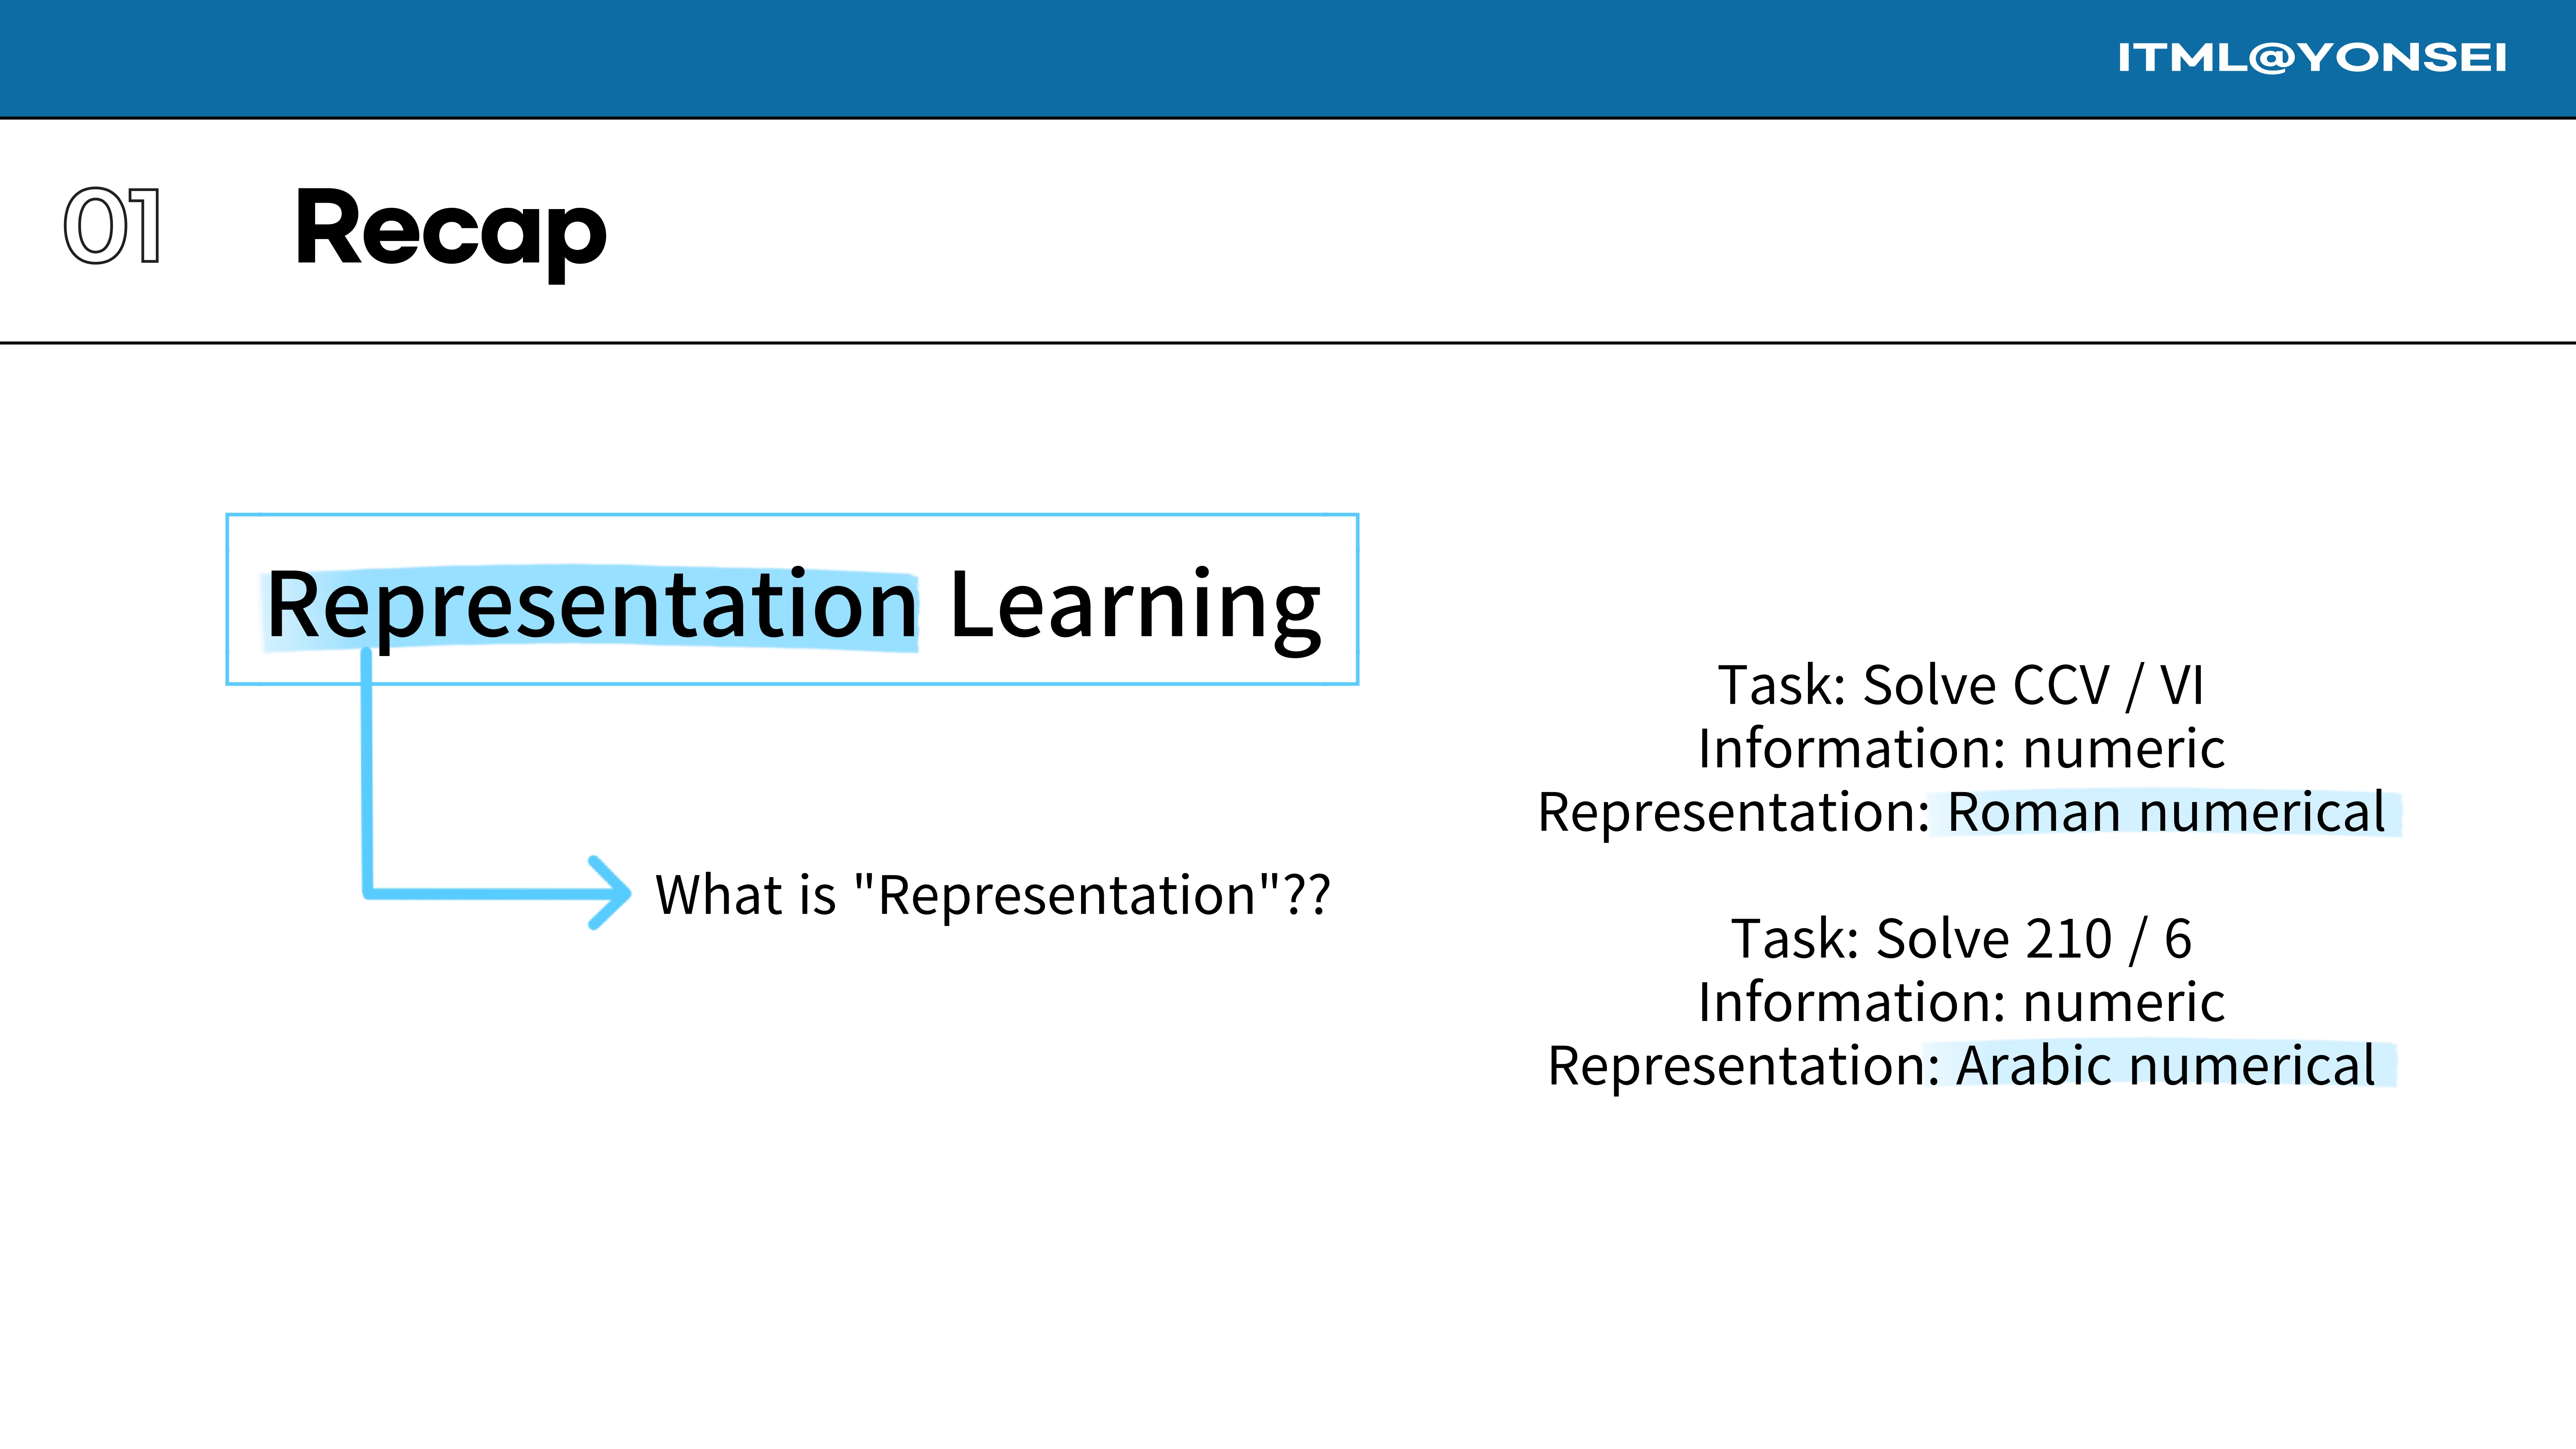 ITML@YONSEI
01 Recap
Representation Learning
What is "Representation"??
Task: Solve CCV / VI
Information: numeric
Representation: Roman numerical
Task: Solve 210 / 6
Information: numeric
Representation: Arabic numerical